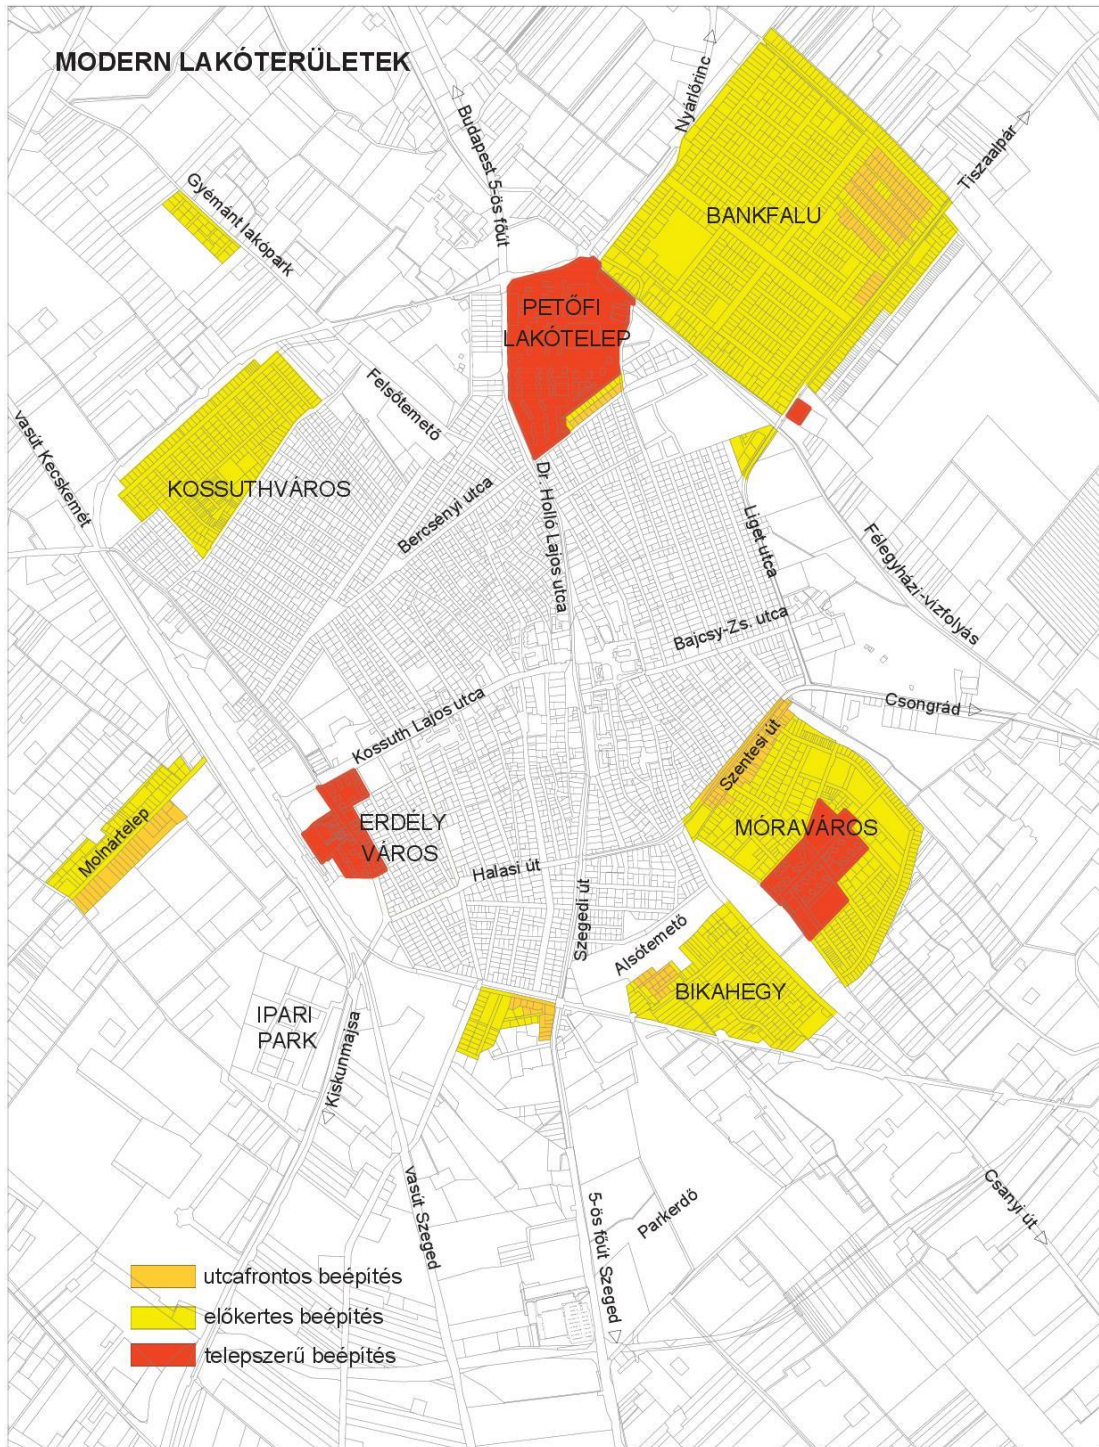 MODERN LAKÓTERÜLETEK
Nyárlőrinc
Budapest 5-ös főút
Tiszaalpár
Gyémánt lakópark
BANKFALU
PETŐFI
LAKÓTELEP
Felsőtemető
vasút Kecskemét
KOSSUTHVÁROS
Bercsényi utca
Dr. Holló Lajos utca
Liget utca
Félegyházi-vízfolyás
Bajcsy-Zs. utca
Kossuth Lajos utca
Csongrád
Szentesi út
Molnártelep
ERDÉLY
VÁROS
MÓRAVÁROS
Halasi út
Szegedi út
Alsótemető
BIKAHEGY
IPARI
PARK
Kiskunmajsa
vasút Szeged
5-ös főút Szeged
Parkerdő
Csanyi út
utcafrontos beépítés
előkertes beépítés
telepszerű beépítés